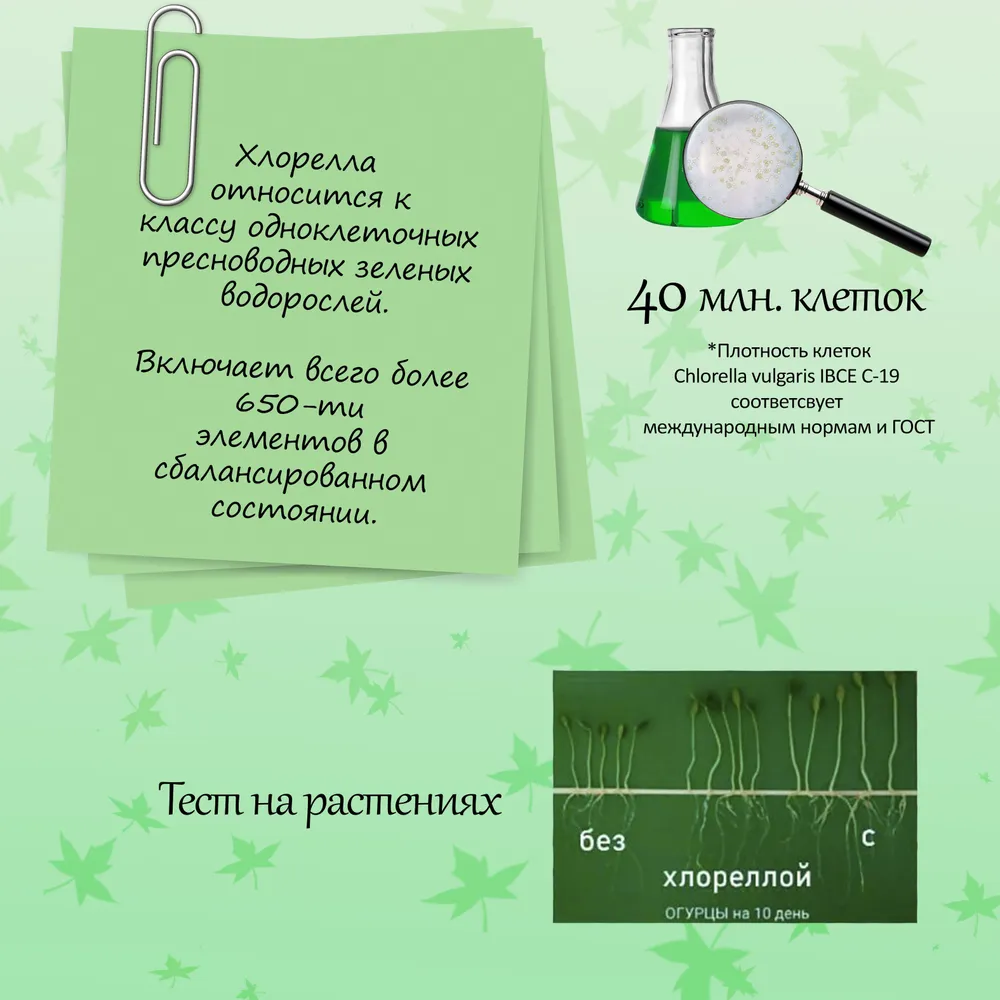 Хлорелла
относится к
классу одноклеточных
пресноводных зеленых
водорослей.
Включает всего более
650-ти
элементов в
сбалансированном
состоянии.
40 млн. клеток
*Плотность клеток
Chlorella vulgaris IBCE C-19
соответсвует
международным нормам и ГОСТ
Тест на растениях
без
с
хлореллой
ОГУРЦЫ на 10 день